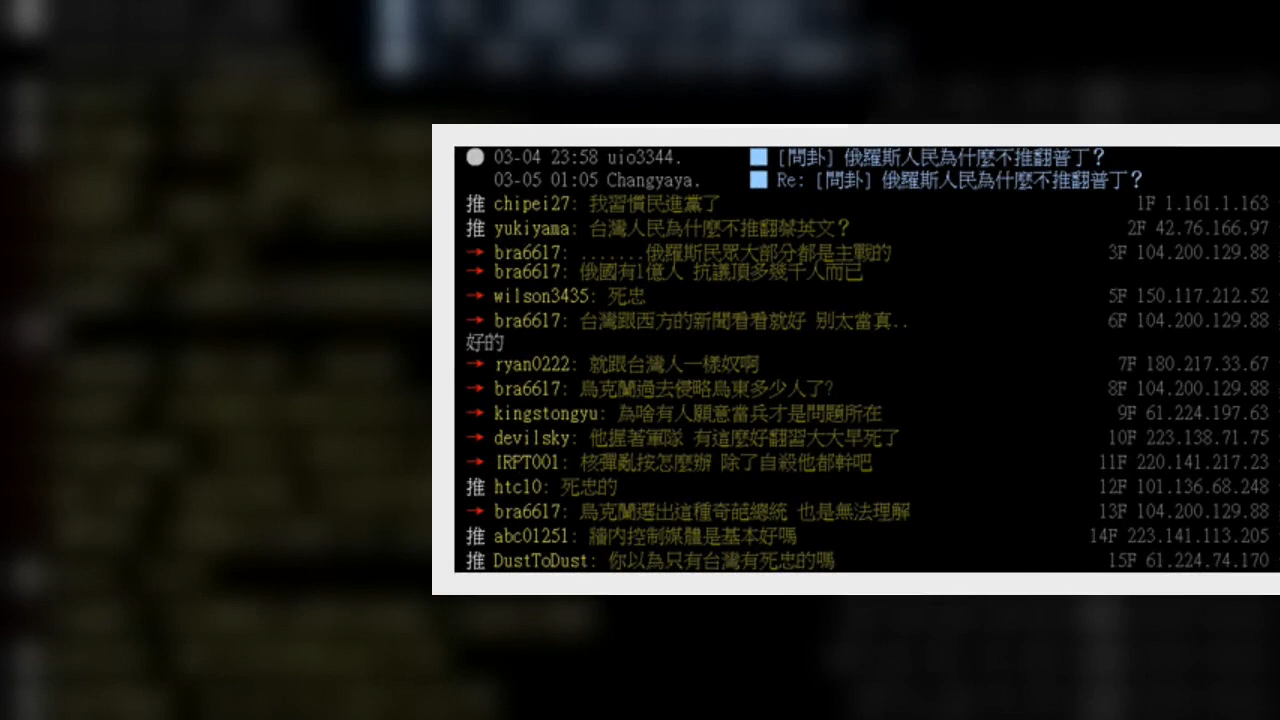 ● 03-04 23:58 uio3344. ■ [問卦] 俄羅斯人民為什麼不推翻普丁?
03-05 01:05 Changyaya. ■ Re: [問卦] 俄羅斯人民為什麼不推翻普丁?
推 chipei27: 我習慣民進黨了 1F 1.161.1.163
推 yukiyama: 台灣人民為什麼不推翻蔡英文? 2F 42.76.166.97
→ bra6617: .......俄羅斯民眾大部分都是主戰的 3F 104.200.129.88
→ bra6617: 俄國有1億人 抗議頂多幾千人而已
→ wilson3435: 死忠 5F 150.117.212.52
→ bra6617: 台灣跟西方的新聞看看就好 別太當真.. 6F 104.200.129.88
好的
→ ryan0222: 就跟台灣人一樣奴啊 7F 180.217.33.67
→ bra6617: 烏克蘭過去侵略烏東多少人了? 8F 104.200.129.88
→ kingstongyu: 為啥有人願意當兵才是問題所在 9F 61.224.197.63
→ devilsky: 他握著軍隊 有這麼好翻習大大早死了 10F 223.138.71.75
→ IRPT001: 核彈亂按怎麼辦 除了自殺他都幹吧 11F 220.141.217.23
推 htc10: 死忠的 12F 101.136.68.248
→ bra6617: 烏克蘭選出這種奇葩總統 也是無法理解 13F 104.200.129.88
推 abc01251: 牆內控制媒體是基本好嗎 14F 223.141.113.205
推 DustToDust: 你以為只有台灣有死忠的嗎 15F 61.224.74.170